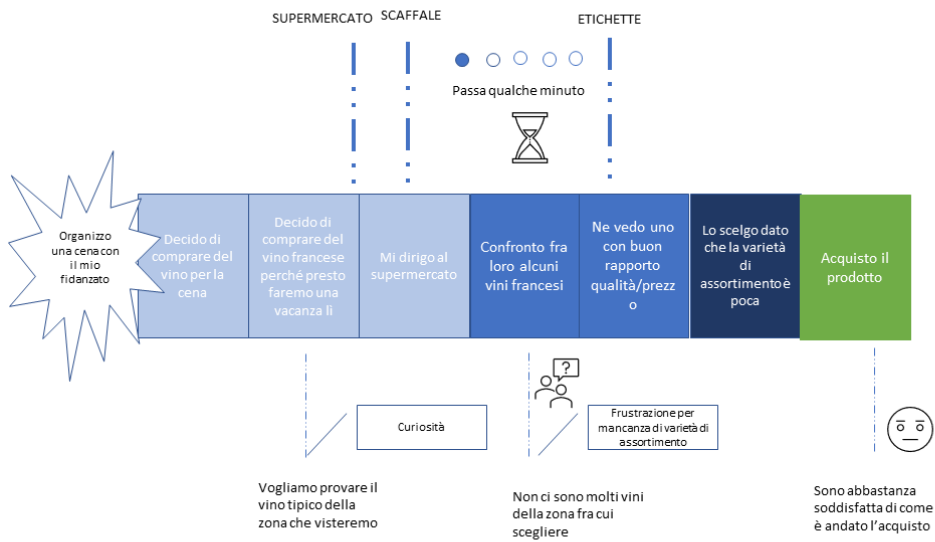 SUPERMERCATO
SCAFFALE
ETICHETTE
Passa qualche minuto
Organizzo
una cena con
il mio
fidanzato
Decido di
comprare del
vino per la
cena
Decido di
comprare del
vino francese
perché presto
faremo una
vacanza lì
Mi dirigo al
supermercato
Confronto fra
loro alcuni
vini francesi
Ne vedo uno
con buon
rapporto
qualità/prezz
o
Lo scelgo dato
che la varietà
di
assortimento è
poca
Acquisto il
prodotto
?
Curiosità
Frustrazione per
mancanza di varietà di
assortimento
Vogliamo provare il
vino tipico della
zona che visteremo
Non ci sono molti vini
della zona fra cui
scegliere
Sono abbastanza
soddisfatta di come
è andato l’acquisto